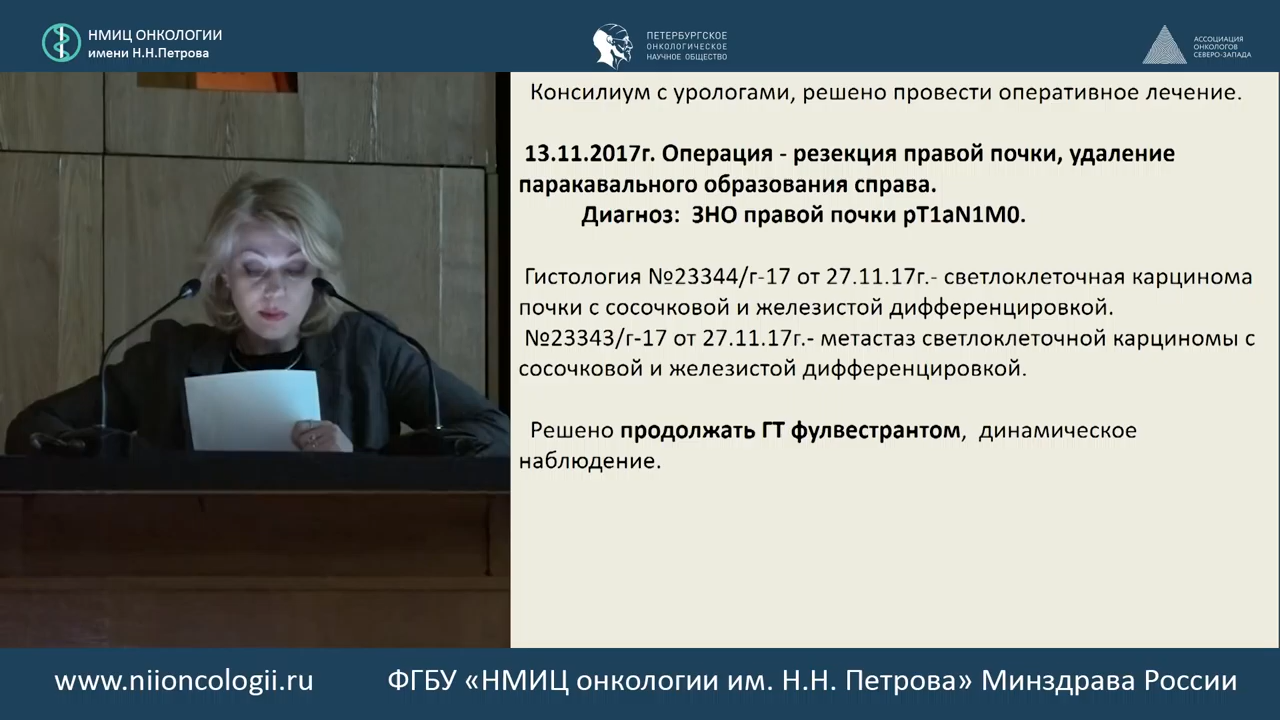 НМИЦ ОНКОЛОГИИ
имени Н.Н.Петрова
ПЕТЕРБУРГСКОЕ
ОНКОЛОГИЧЕСКОЕ
НАУЧНОЕ ОБЩЕСТВО
АССОЦИАЦИЯ
ОНКОЛОГОВ
СЕВЕРО-ЗАПАДА
Консилиум с урологами, решено провести оперативное лечение.
13.11.2017г. Операция - резекция правой почки, удаление
паракавального образования справа.
Диагноз: ЗНО правой почки pT1aN1M0.
Гистология №23344/г-17 от 27.11.17г.- светлоклеточная карцинома
почки с сосочковой и железистой дифференцировкой.
№23343/г-17 от 27.11.17г.- метастаз светлоклеточной карциномы с
сосочковой и железистой дифференцировкой.
Решено продолжать ГТ фулвестрантом, динамическое
наблюдение.
www.niioncologii.ru
ФГБУ «НМИЦ онкологии им. Н.Н. Петрова» Минздрава России